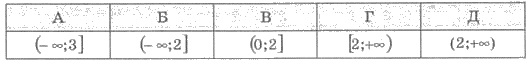 А Б В Г Д
(– ∞;3] (– ∞;2] (0;2] [2;+∞) (2;+∞)